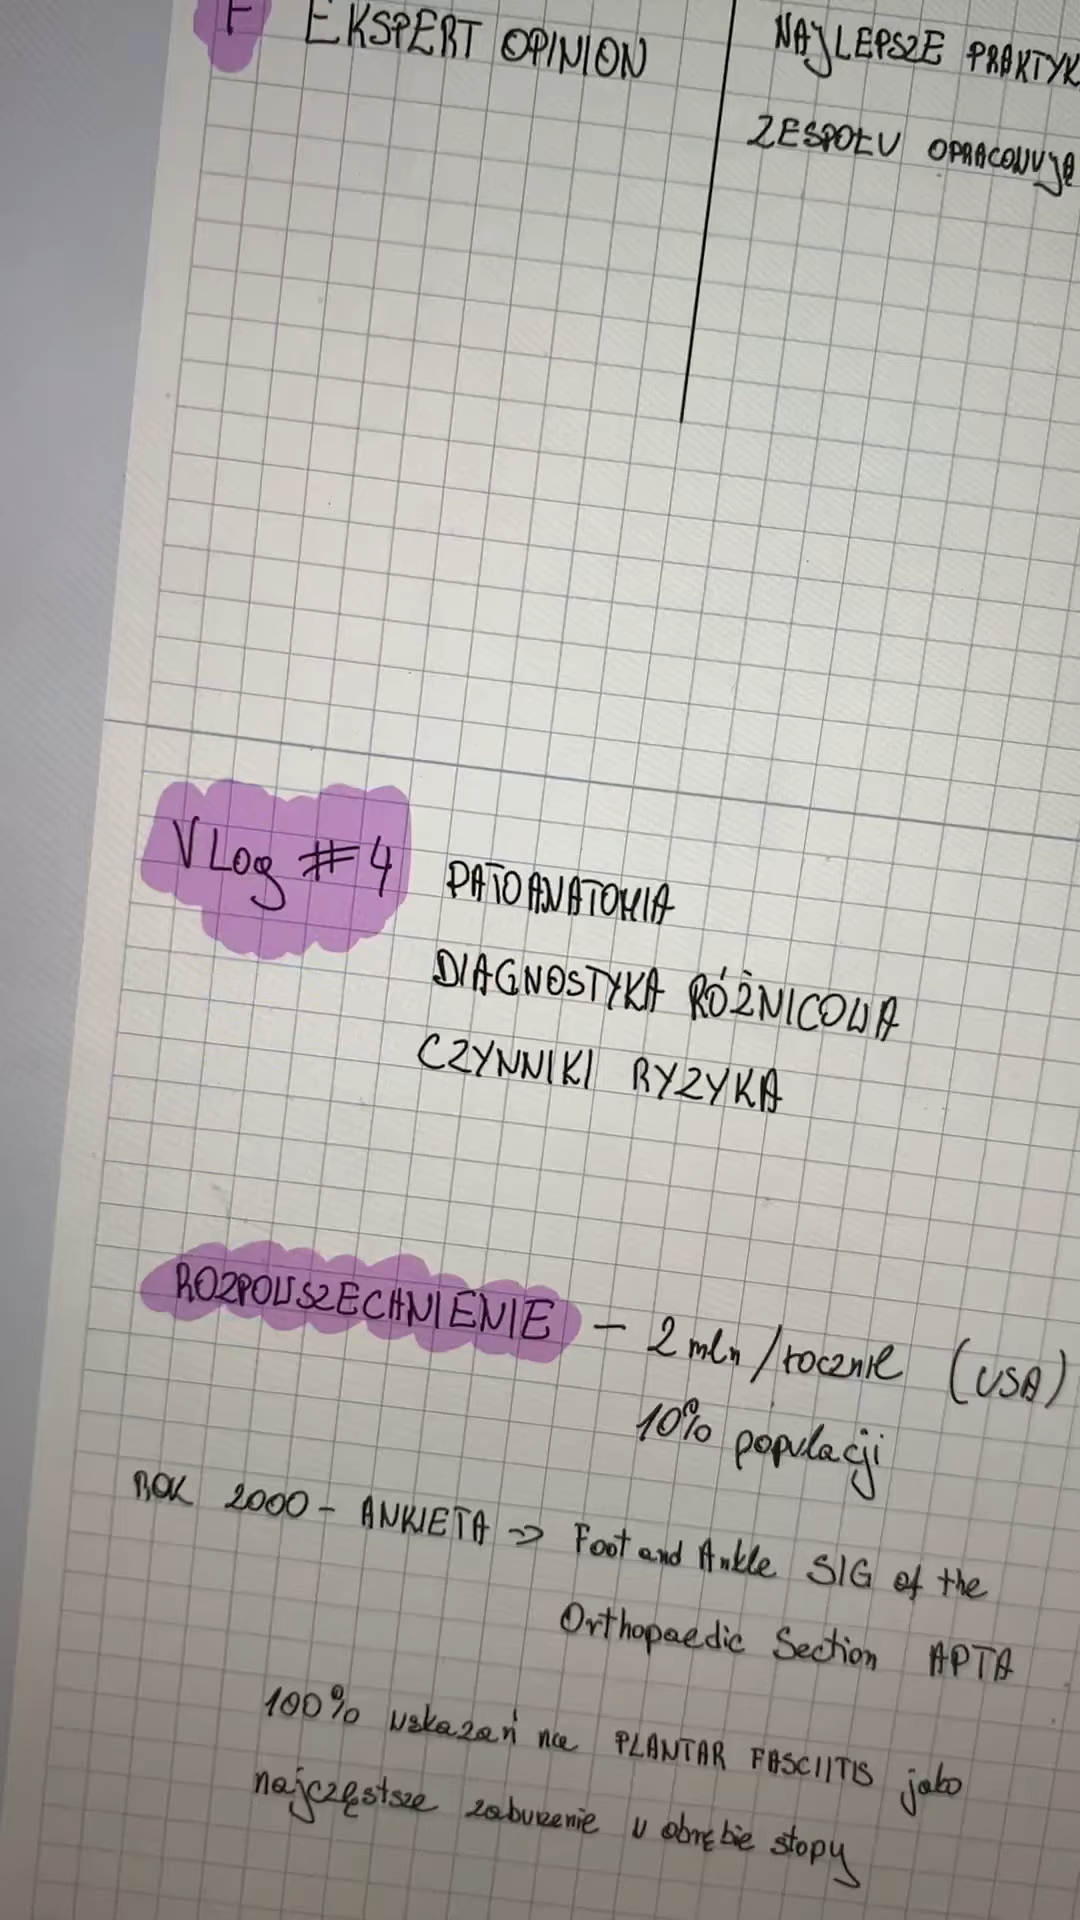 F EKSPERT OPINION
NAJLEPSZE PRAKTYK
ZESPOŁU OPRACOWUJĄ
VLog #4 PATOANATOMIA
DIAGNOSTYKA RÓŻNICOWA
CZYNNIKI RYZYKA
ROZPOWSZECHNIENIE – 2 mln /rocznie (USA)
10% populacji
ROK 2000 – ANKIETA => Foot and Ankle SIG of the
Orthopaedic Section APTA
100% wskazań na PLANTAR FASCIITIS jako
najczęstsze zaburzenie w obrębie stopy